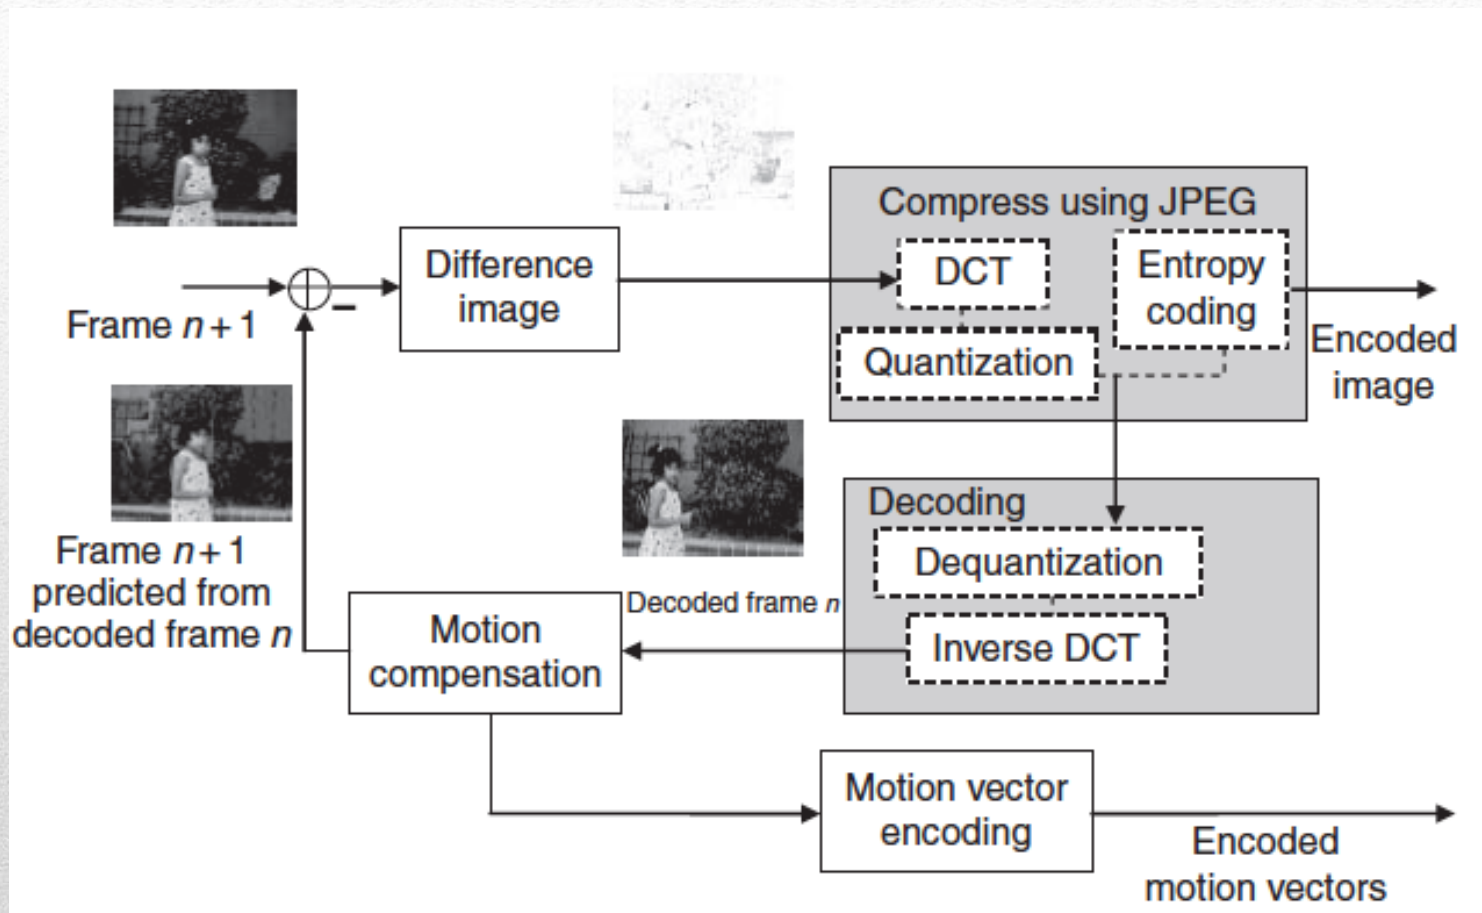 Compress using JPEG
Difference
image
DCT
Entropy
coding
Frame n + 1
−
Quantization
Encoded
image
Frame n + 1
predicted from
decoded frame n
Decoding
Dequantization
Decoded frame n
Motion
compensation
Inverse DCT
Motion vector
encoding
Encoded
motion vectors